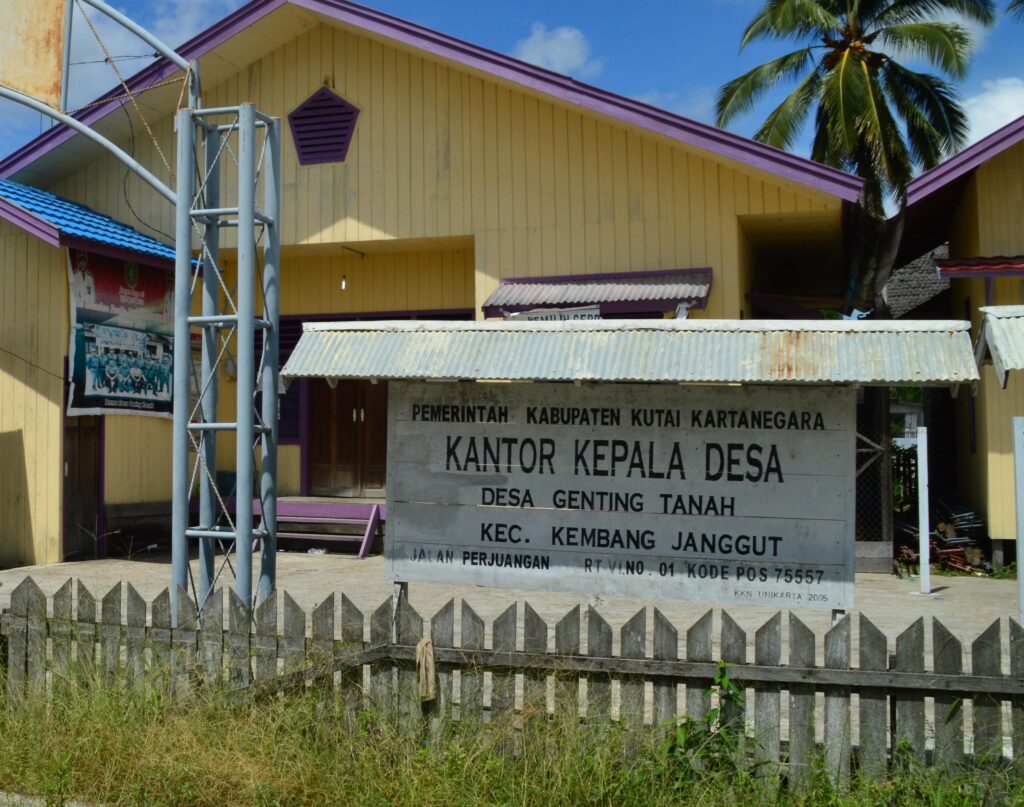 PEMERINTAH KABUPATEN KUTAI KARTANEGARA
KANTOR KEPALA DESA
DESA GENTING TANAH
KEC. KEMBANG JANGGUT
JALAN PERJUANGAN RT VI.NO. 01 KODE POS 75557
KKN UNIKARTA 2005